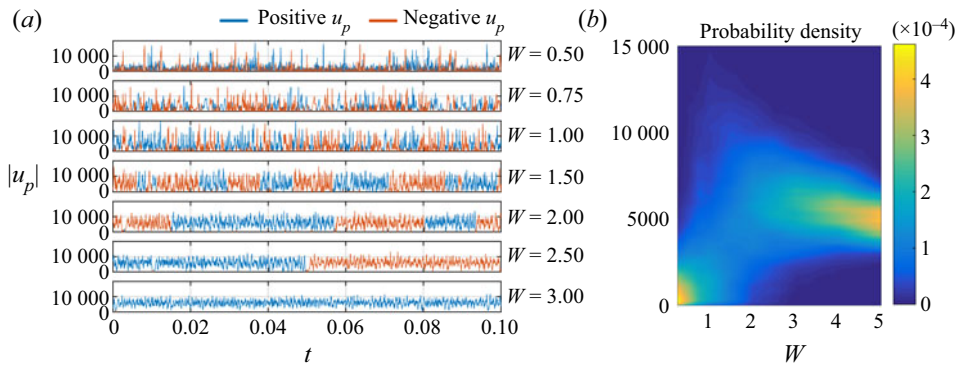 (a)
Positive u_p Negative u_p
10 000
0
W = 0.50
10 000
0
W = 0.75
10 000
0
W = 1.00
|u_p|
10 000
0
W = 1.50
10 000
0
W = 2.00
10 000
0
W = 2.50
10 000
0
W = 3.00
0 0.02 0.04 0.06 0.08 0.10
t
(b)
Probability density
(×10⁻⁴)
15 000
10 000
5000
0
1 2 3 4 5
W
4
3
2
1
0